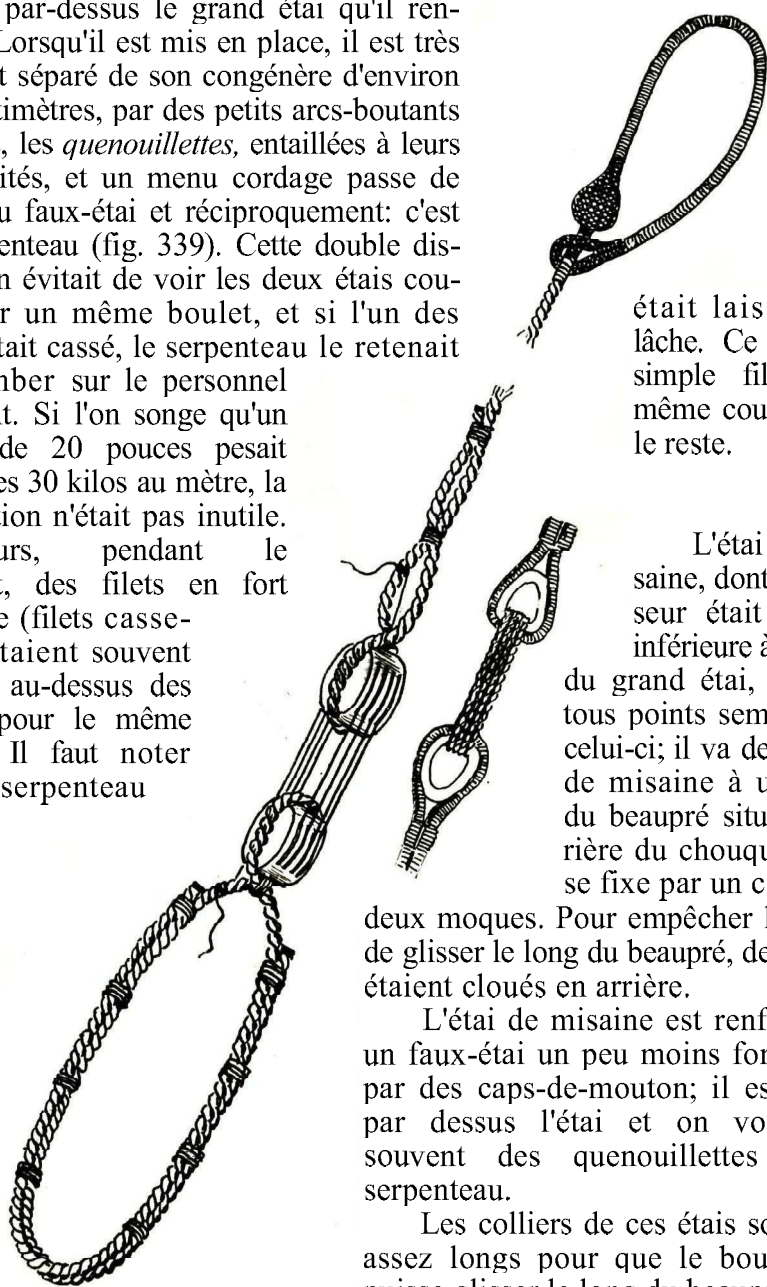 par-dessus le grand étai qu'il ren-
Lorsqu'il est mis en place, il est très
t séparé de son congénère d'environ
timètres, par des petits arcs-boutants
, les quenouillettes, entaillées à leurs
ités, et un menu cordage passe de
u faux-étai et réciproquement: c'est
enteau (fig. 339). Cette double dis-
n évitait de voir les deux étais cou-
r un même boulet, et si l'un des
tait cassé, le serpenteau le retenait
mber sur le personnel
t. Si l'on songe qu'un
de 20 pouces pesait
es 30 kilos au mètre, la
tion n'était pas inutile.
urs, pendant le
t, des filets en fort
e (filets casse-
taient souvent
au-dessus des
pour le même
Il faut noter
serpenteau
était lais
lâche. Ce
simple fil
même cou
le reste.
L'étai
saine, dont
seur était
inférieure à
du grand étai,
tous points sem
celui-ci; il va de
de misaine à u
du beaupré situ
rière du chouqu
se fixe par un c
deux moques. Pour empêcher l
de glisser le long du beaupré, de
étaient cloués en arrière.
L'étai de misaine est renf
un faux-étai un peu moins for
par des caps-de-mouton; il es
par dessus l'étai et on vo
souvent des quenouillettes
serpenteau.
Les colliers de ces étais so
assez longs pour que le bou
puisse glisser le long du beaup